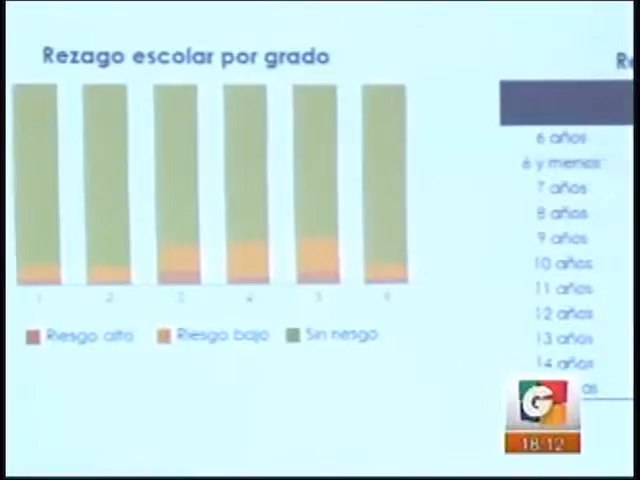 Rezago escolar por grado
1 2 3 4 5 6
Riesgo alto Riesgo bajo Sin riesgo
6 años
6 y menos
7 años
8 años
9 años
10 años
11 años
12 años
13 años
14 años
G
18:12